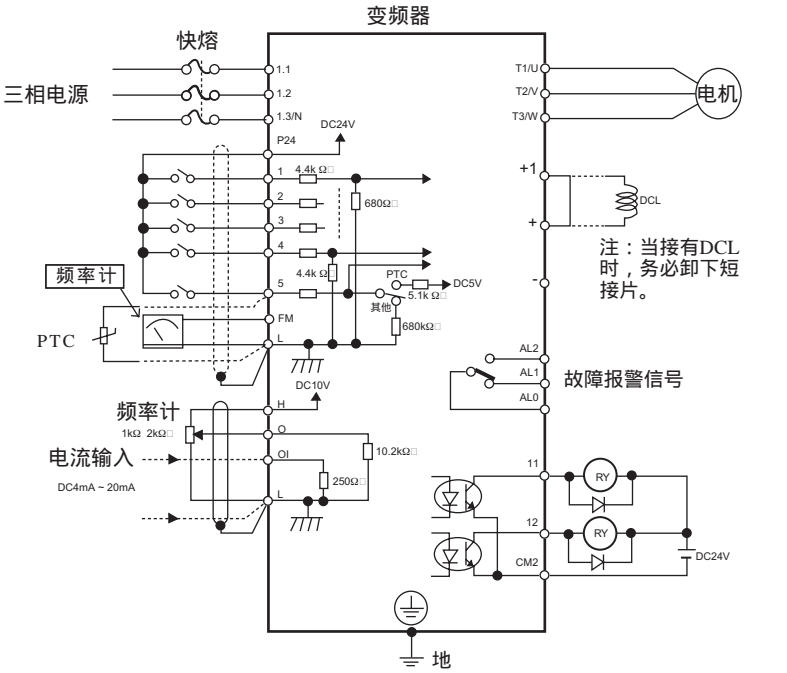 变频器
快熔
三相电源
1.1
1.2
1.3/N
T1/U
T2/V
T3/W
电机
P24
DC24V
1
4.4k Ω□
2
680Ω□
3
4
4.4k Ω□
5
PTC
DC5V
5.1k Ω□
其他
680kΩ□
FM
L
频率计
PTC
+1
DCL
+
注：当接有DCL
时，务必卸下短
接片。
-
AL2
AL1
AL0
故障报警信号
DC10V
H
频率计
1kΩ 2kΩ□
O
10.2kΩ□
电流输入
OI
250Ω□
DC4mA ~ 20mA
L
11
RY
12
RY
CM2
DC24V
地